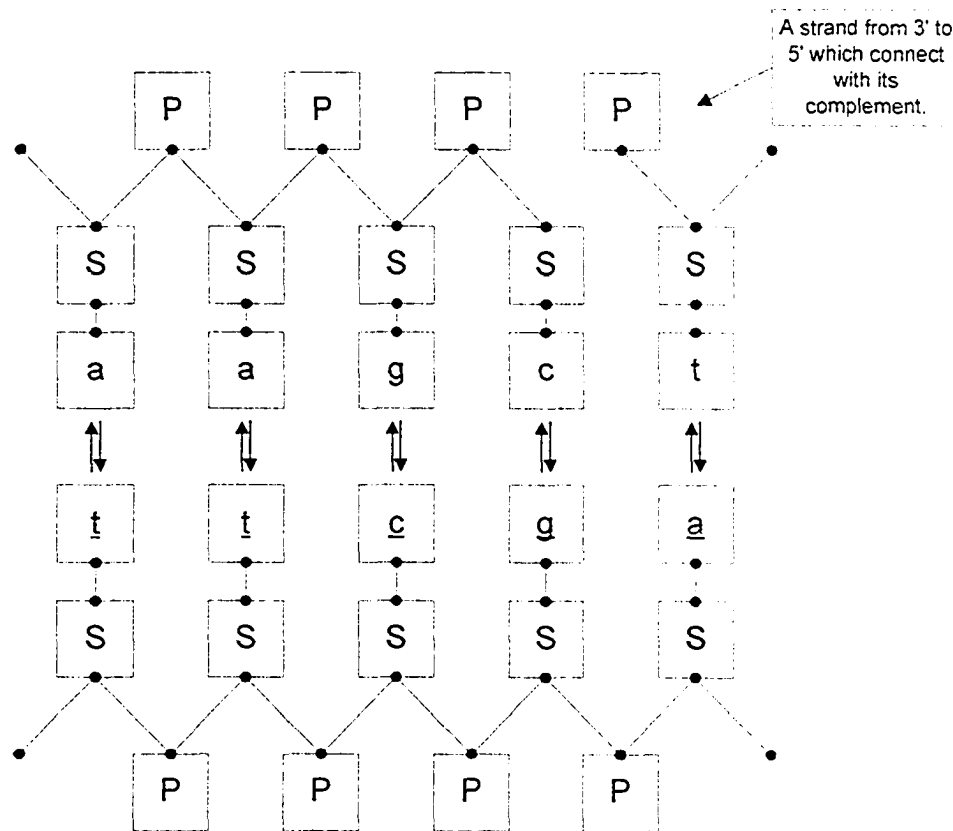 A strand from 3' to
5' which connect
with its
complement.
P P P P
S S S S S
a a g c t
t t c g a
S S S S S
P P P P